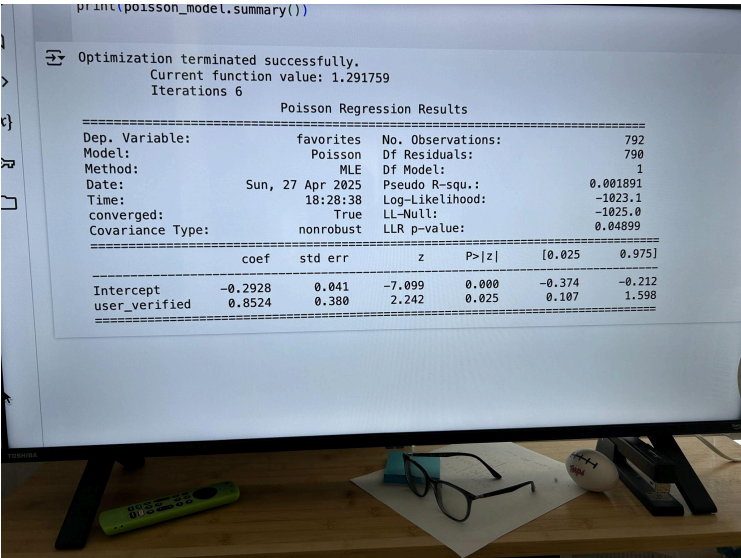 print(poisson_model.summary())
Optimization terminated successfully.
Current function value: 1.291759
Iterations 6
Poisson Regression Results
Dep. Variable: favorites No. Observations: 792
Model: Poisson Df Residuals: 790
Method: MLE Df Model: 1
Date: Sun, 27 Apr 2025 Pseudo R-squ.: 0.001891
Time: 18:28:38 Log-Likelihood: -1023.1
converged: True LL-Null: -1025.0
Covariance Type: nonrobust LLR p-value: 0.04899
coef std err z P>|z| [0.025 0.975]
Intercept -0.2928 0.041 -7.099 0.000 -0.374 -0.212
user_verified 0.8524 0.380 2.242 0.025 0.107 1.598
TOSHIBA